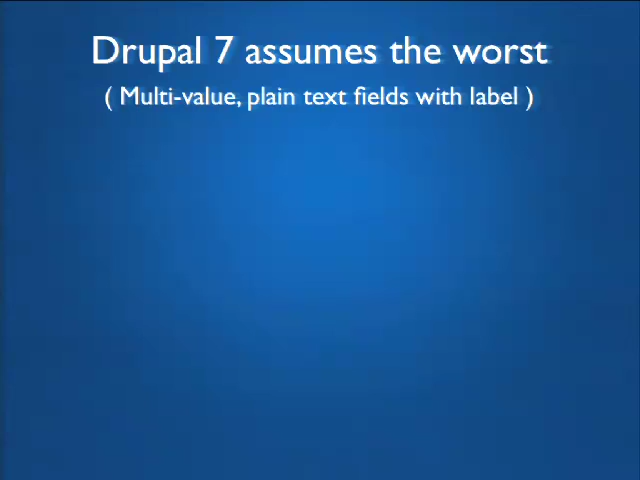 Drupal 7 assumes the worst
( Multi-value, plain text fields with label )